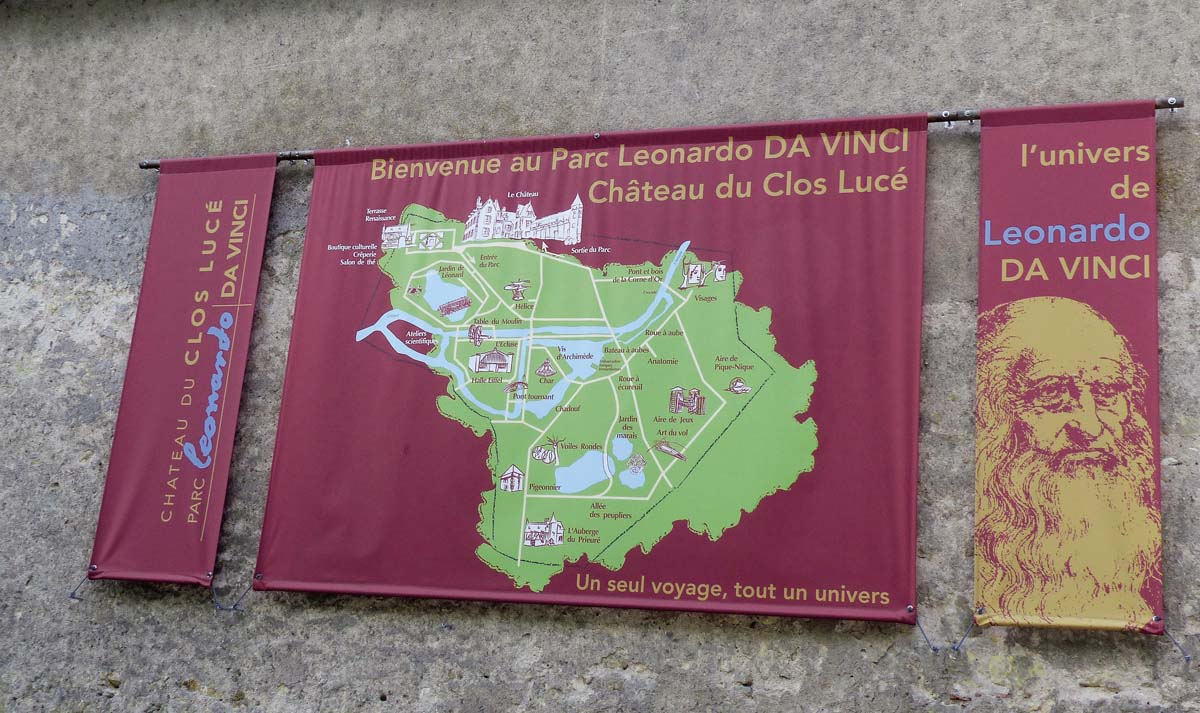 CHATEAU DU CLOS LUCÉ
PARC leonardo DA VINCI
Bienvenue au Parc Leonardo DA VINCI
Château du Clos Lucé
Le Château
Terrasse
Renaissance
Boutique culturelle
Crêperie
Salon de thé
Sortie du Parc
Entrée
du Parc
Jardin de
Léonard
Pont et bois
de la Corne d'Or
Cascade
Visages
Hélice
Table du Moulin
Ateliers
scientifiques
Roue à aube
L'Ecluse
Vis
d'Archimède
Bateau à aubes
Anatomie
Aire de
Pique-Nique
Halle Eiffel
Char
Roue à
écureuil
Pont tournant
Chadouf
Jardin
des
marais
Aire de Jeux
Art du vol
Voiles Rondes
Pigeonnier
Allée
des peupliers
L'Auberge
du Prieuré
Un seul voyage, tout un univers
l'univers
de
Leonardo
DA VINCI